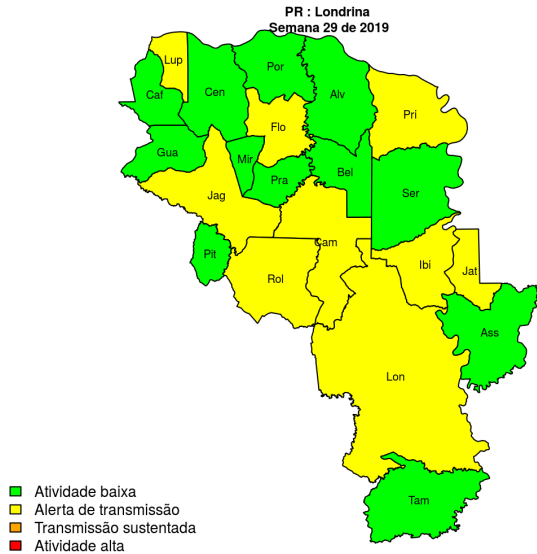 PR : Londrina
Semana 29 de 2019
Lup
Por
Caf
Cen
Alv
Pri
Flo
Gua
Mir
Pra
Bel
Ser
Jag
Cam
Pit
Rol
Ibi
Jat
Ass
Lon
Tam
Atividade baixa
Alerta de transmissão
Transmissão sustentada
Atividade alta